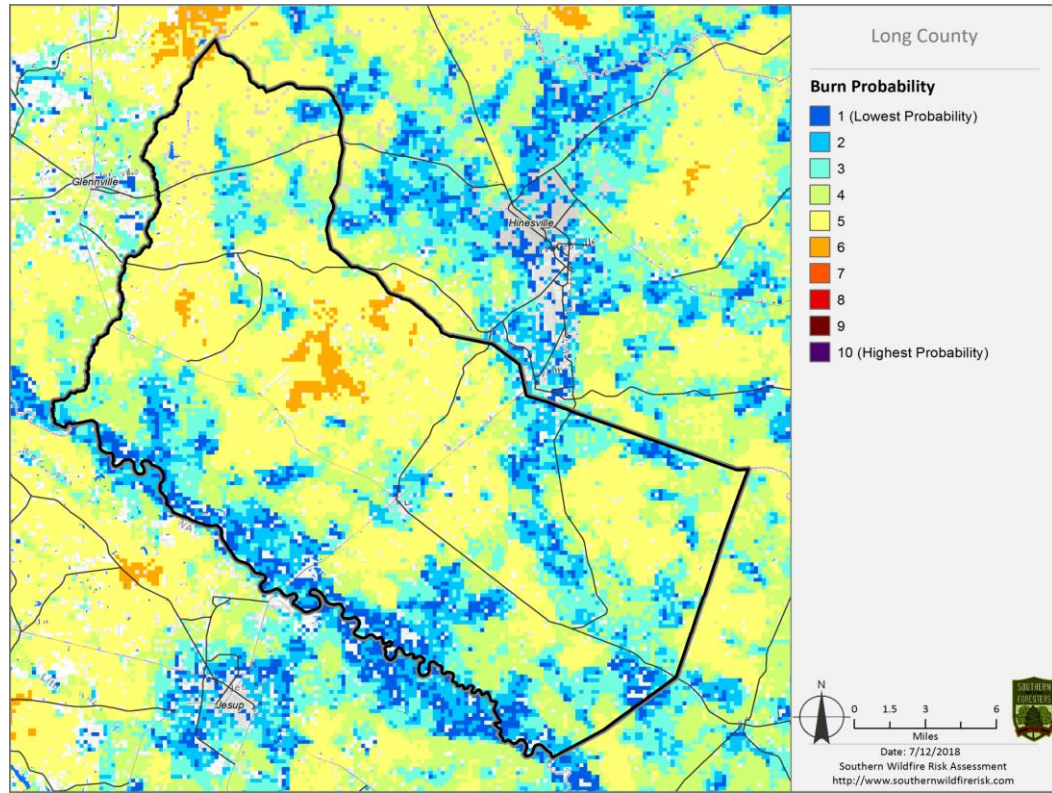 Long County
Burn Probability
1 (Lowest Probability)
2
3
4
5
6
7
8
9
10 (Highest Probability)
Glennville
Hinesville
Jesup
N
0 1.5 3 6
Miles
SOUTHERN
FORESTERS
Date: 7/12/2018
Southern Wildfire Risk Assessment
http://www.southernwildfirerisk.com